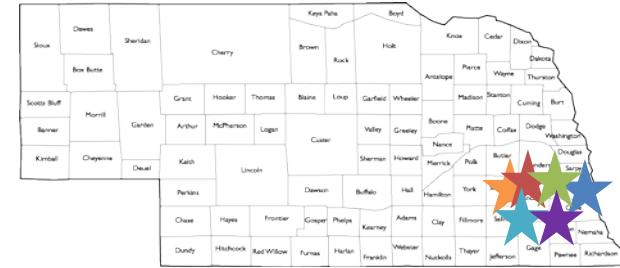 Keya Paha Boyd
Sioux Dawes Sheridan Cherry Brown Rock Holt Knox Cedar Dixon
Dakota
Box Butte Antelope Pierce Wayne Thurston
Scotts Bluff Morrill Garden Grant Hooker Thomas Blaine Loup Garfield Wheeler Madison Stanton Cuming Burt
Banner Arthur McPherson Logan Custer Valley Greeley Boone Platte Colfax Dodge Washington
Nance
Kimball Cheyenne Deuel Keith Lincoln Sherman Howard Merrick Polk Butler Douglas
Sarpy
Perkins Dawson Buffalo Hall Hamilton York
Chase Hayes Frontier Gosper Phelps Kearney Adams Clay Fillmore
Nemaha
Dundy Hitchcock Red Willow Furnas Harlan Franklin Webster Nuckolls Thayer Jefferson Gage Pawnee Richardson